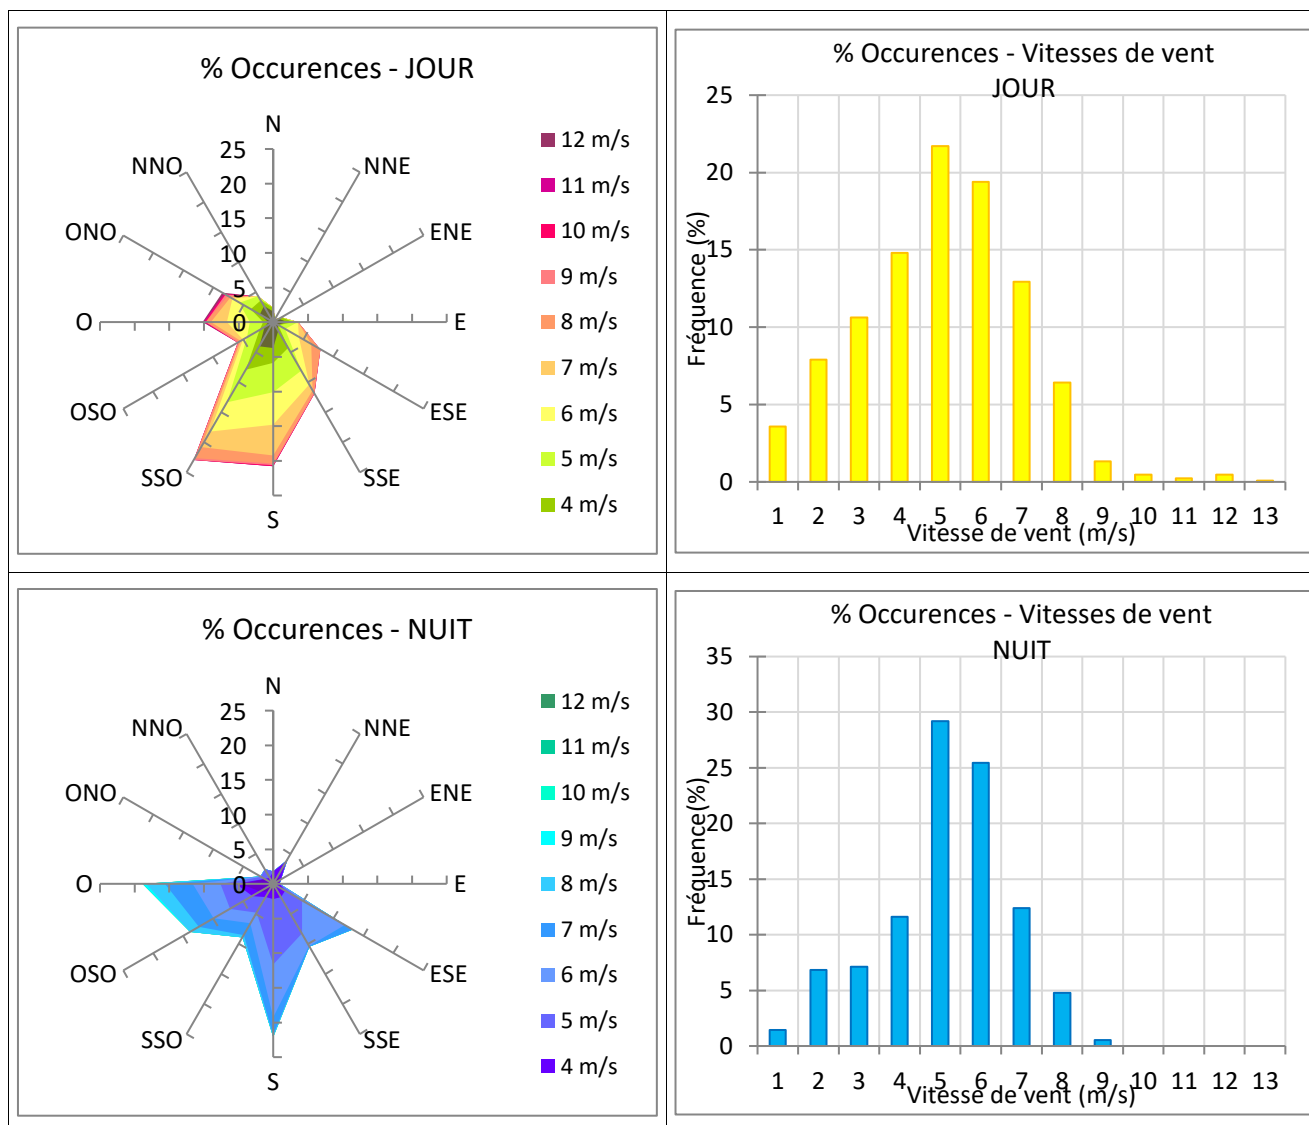 % Occurences - JOUR
N
NNE
ENE
E
ESE
SSE
S
SSO
OSO
O
ONO
NNO
25
20
15
10
5
0
12 m/s
11 m/s
10 m/s
9 m/s
8 m/s
7 m/s
6 m/s
5 m/s
4 m/s
% Occurences - Vitesses de vent
JOUR
Fréquence (%)
25
20
15
10
5
0
1 2 3 4 5 6 7 8 9 10 11 12 13
Vitesse de vent (m/s)
% Occurences - NUIT
N
NNE
ENE
E
ESE
SSE
S
SSO
OSO
O
ONO
NNO
25
20
15
10
5
0
12 m/s
11 m/s
10 m/s
9 m/s
8 m/s
7 m/s
6 m/s
5 m/s
4 m/s
% Occurences - Vitesses de vent
NUIT
Fréquence(%)
35
30
25
20
15
10
5
0
1 2 3 4 5 6 7 8 9 10 11 12 13
Vitesse de vent (m/s)